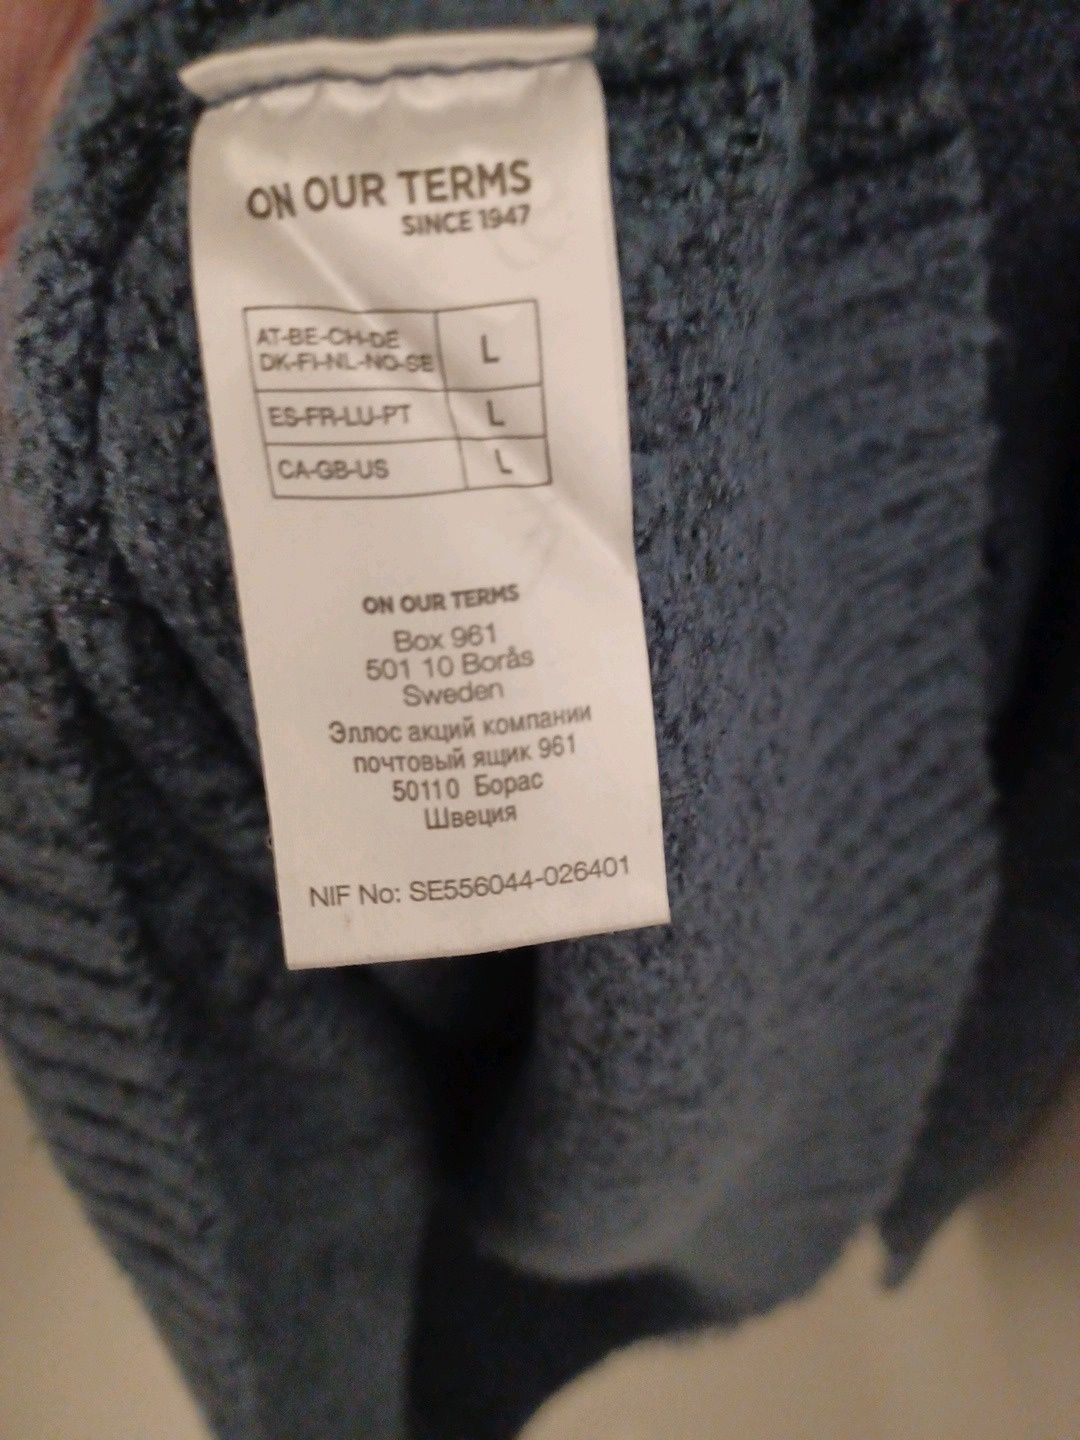 ON OUR TERMS
SINCE 1947
AT-BE-CH-DE
DK-FI-NL-NO-SE L
ES-FR-LU-PT L
CA-GB-US L
ON OUR TERMS
Box 961
501 10 Borås
Sweden
Эллос акций компании
почтовый ящик 961
50110 Борас
Швеция
NIF No: SE556044-026401